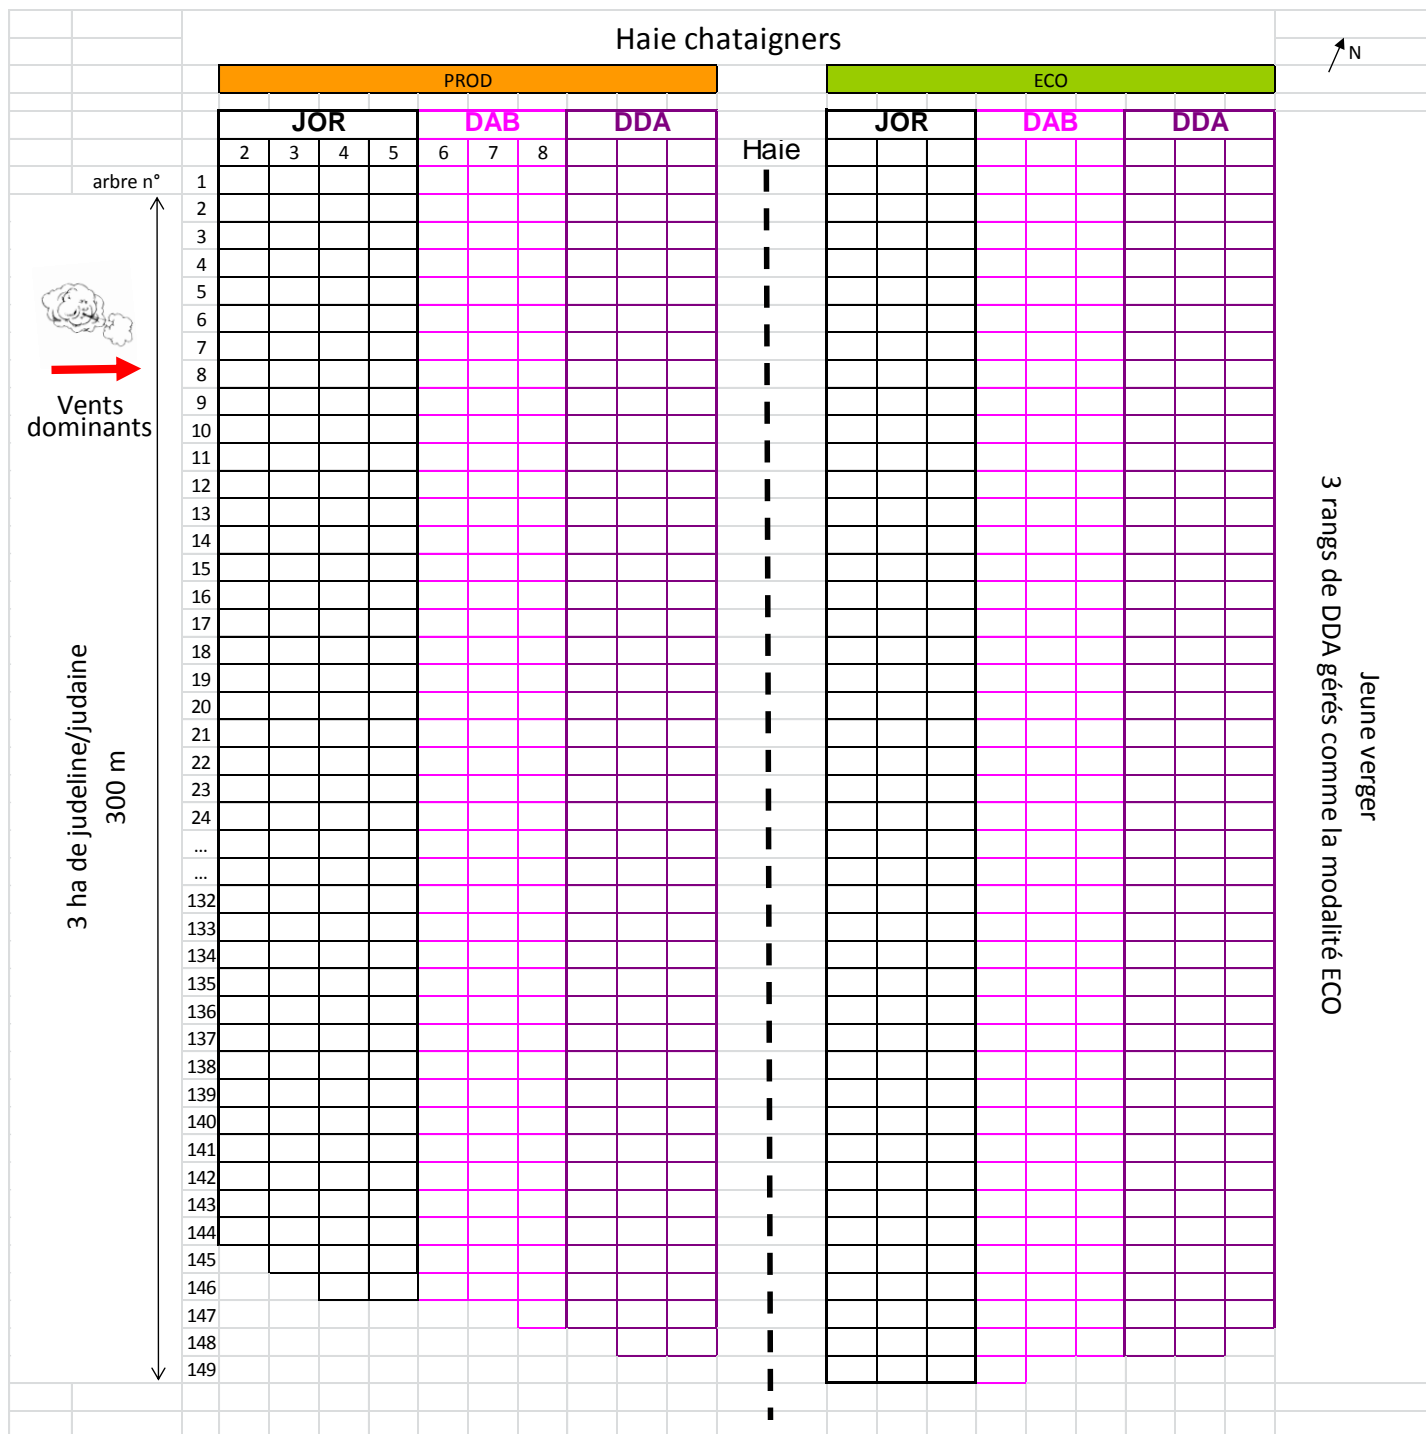 Haie chataigners
N
PROD
ECO
JOR DAB DDA
JOR DAB DDA
2 3 4 5 6 7 8
Haie
arbre n°
1
2
3
4
5
6
7
8
9
10
11
12
13
14
15
16
17
18
19
20
21
22
23
24
...
...
132
133
134
135
136
137
138
139
140
141
142
143
144
145
146
147
148
149
Vents
dominants
3 ha de judeline/judaine
300 m
Jeune verger
3 rangs de DDA gérés comme la modalité ECO